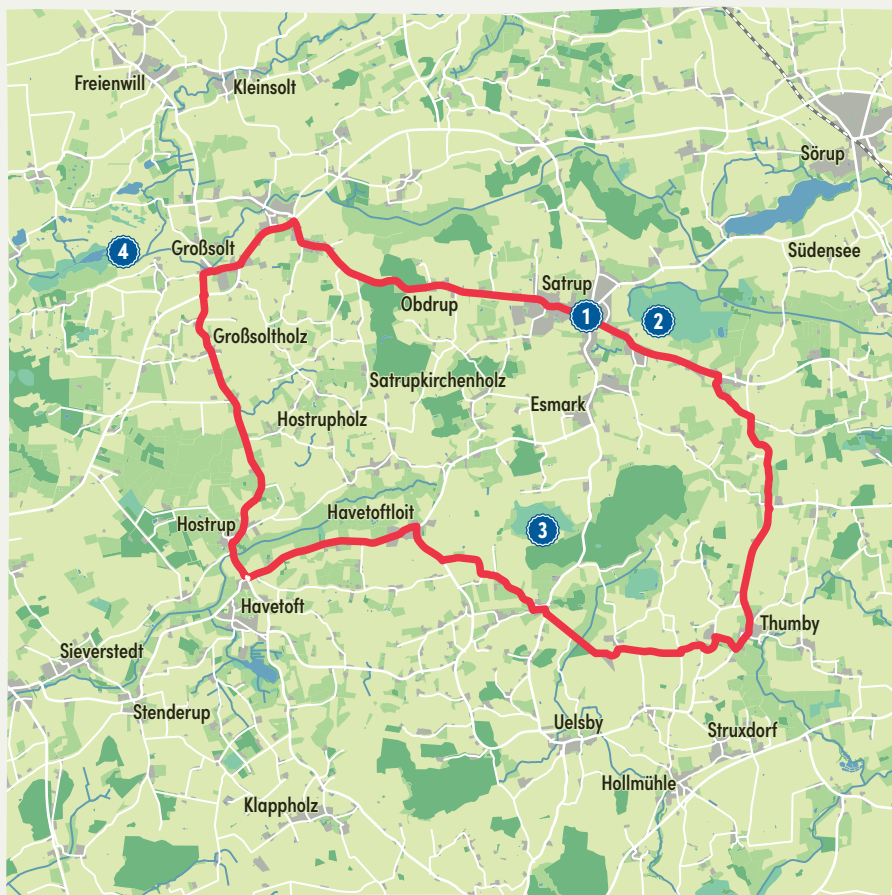 Freienwill
Kleinsolt
Sörup
4
Großsolt
Südensee
Satrup
Obdrup
1
2
Großsoltholz
Satrupkirchenholz
Esmark
Hostrupholz
Havetoftloit
Hostrup
3
Havetoft
Thumby
Sieverstedt
Stenderup
Uelsby
Struxdorf
Hollmühle
Klappholz